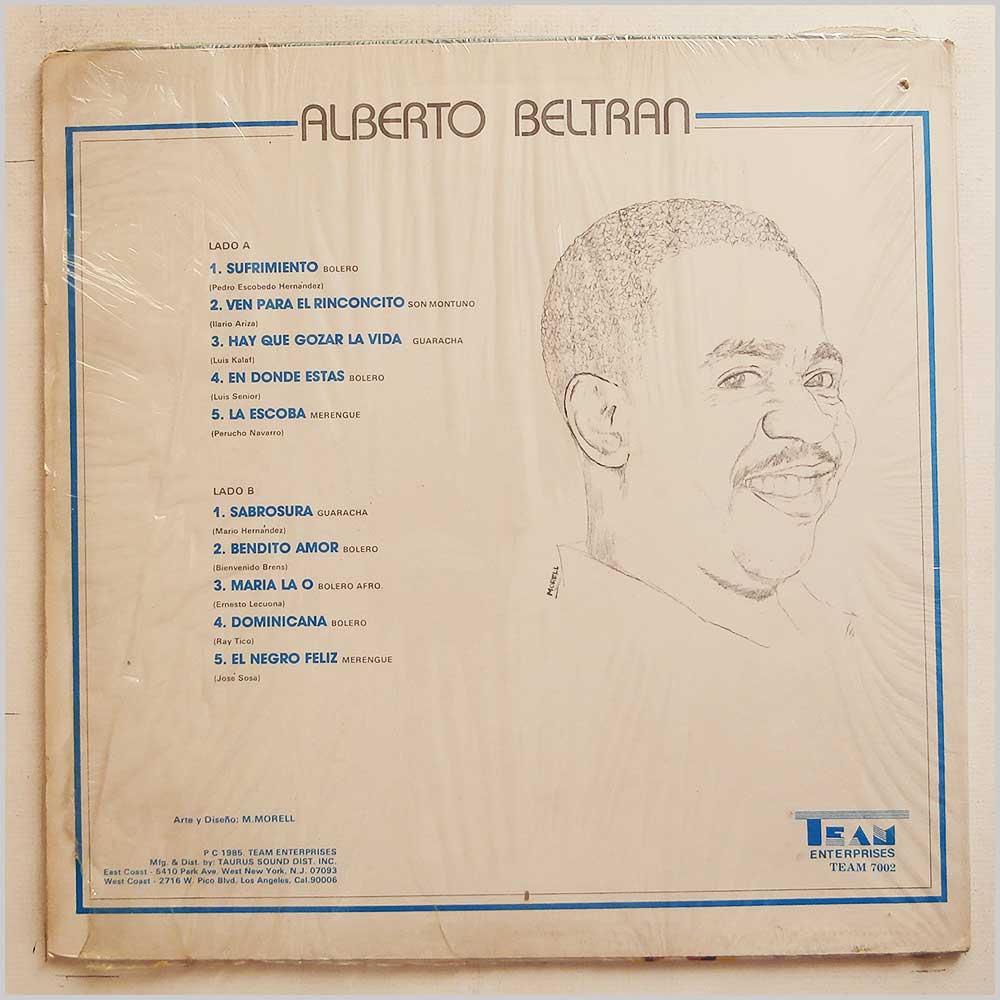 ALBERTO BELTRAN
LADO A
1. SUFRIMIENTO BOLERO
(Pedro Escobedo Hernández)
2. VEN PARA EL RINCONCITO SON MONTUNO
(Ilario Ariza)
3. HAY QUE GOZAR LA VIDA GUARACHA
(Luis Kalaf)
4. EN DONDE ESTAS BOLERO
(Luis Senior)
5. LA ESCOBA MERENGUE
(Perucho Navarro)
LADO B
1. SABROSURA GUARACHA
(Mario Hernández)
2. BENDITO AMOR BOLERO
(Bienvenido Brens)
3. MARIA LA O BOLERO AFRO.
(Ernesto Lecuona)
4. DOMINICANA BOLERO
(Ray Tico)
5. EL NEGRO FELIZ MERENGUE
(José Sosa)
MORELL
Arte y Diseño: M.MORELL
P C 1985. TEAM ENTERPRISES
Mfg. & Dist. by: TAURUS SOUND DIST. INC.
East Coast - 5410 Park Ave. West New York, N.J. 07093
West Coast - 2716 W. Pico Blvd. Los Angeles, Cal.90006
TEAM
ENTERPRISES
TEAM 7002